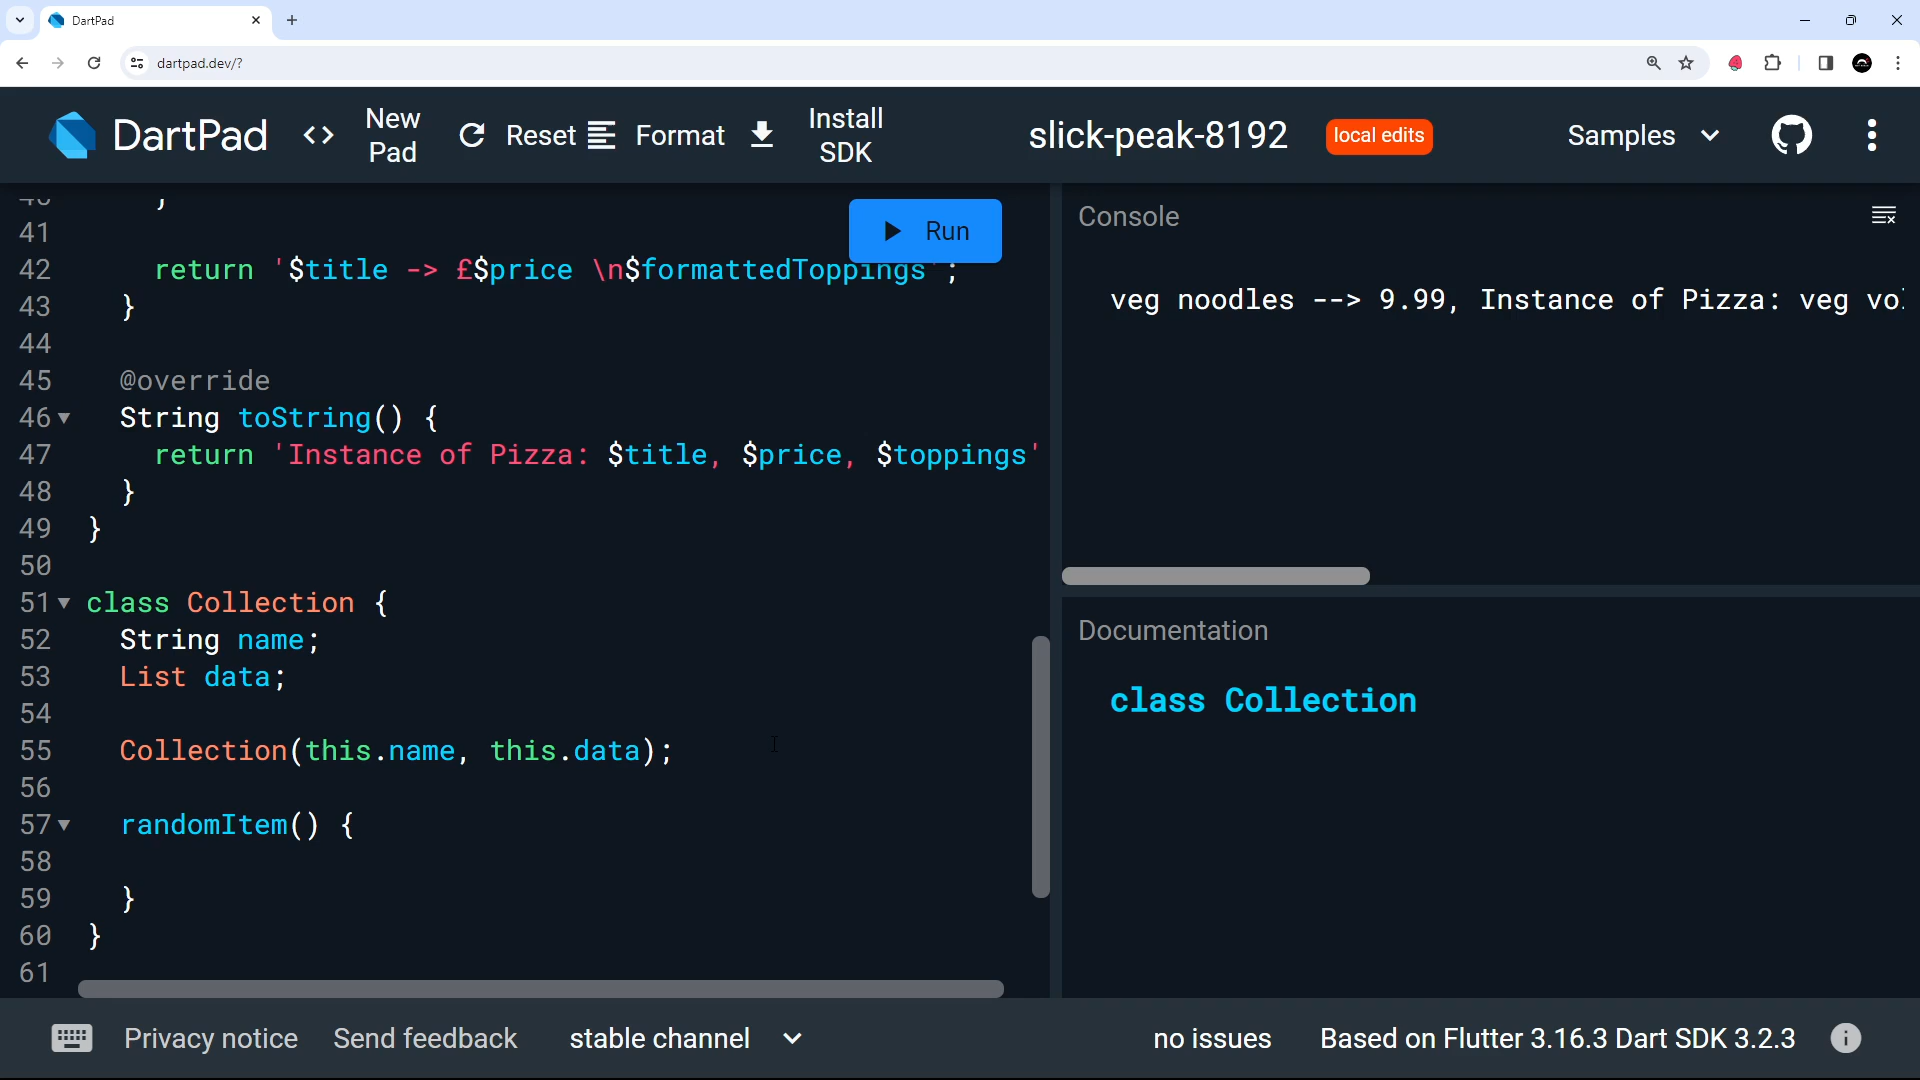 DartPad
dartpad.dev/?
DartPad
New Pad
Reset
Format
Install SDK
slick-peak-8192
local edits
Samples
Run
41
42 return '$title -> £$price \n$formattedToppings';
43 }
44
45 @override
46 String toString() {
47 return 'Instance of Pizza: $title, $price, $toppings'
48 }
49 }
50
51 class Collection {
52 String name;
53 List data;
54
55 Collection(this.name, this.data);
56
57 randomItem() {
58
59 }
60 }
61
Console
veg noodles --> 9.99, Instance of Pizza: veg
Documentation
class Collection
Privacy notice
Send feedback
stable channel
no issues
Based on Flutter 3.16.3 Dart SDK 3.2.3